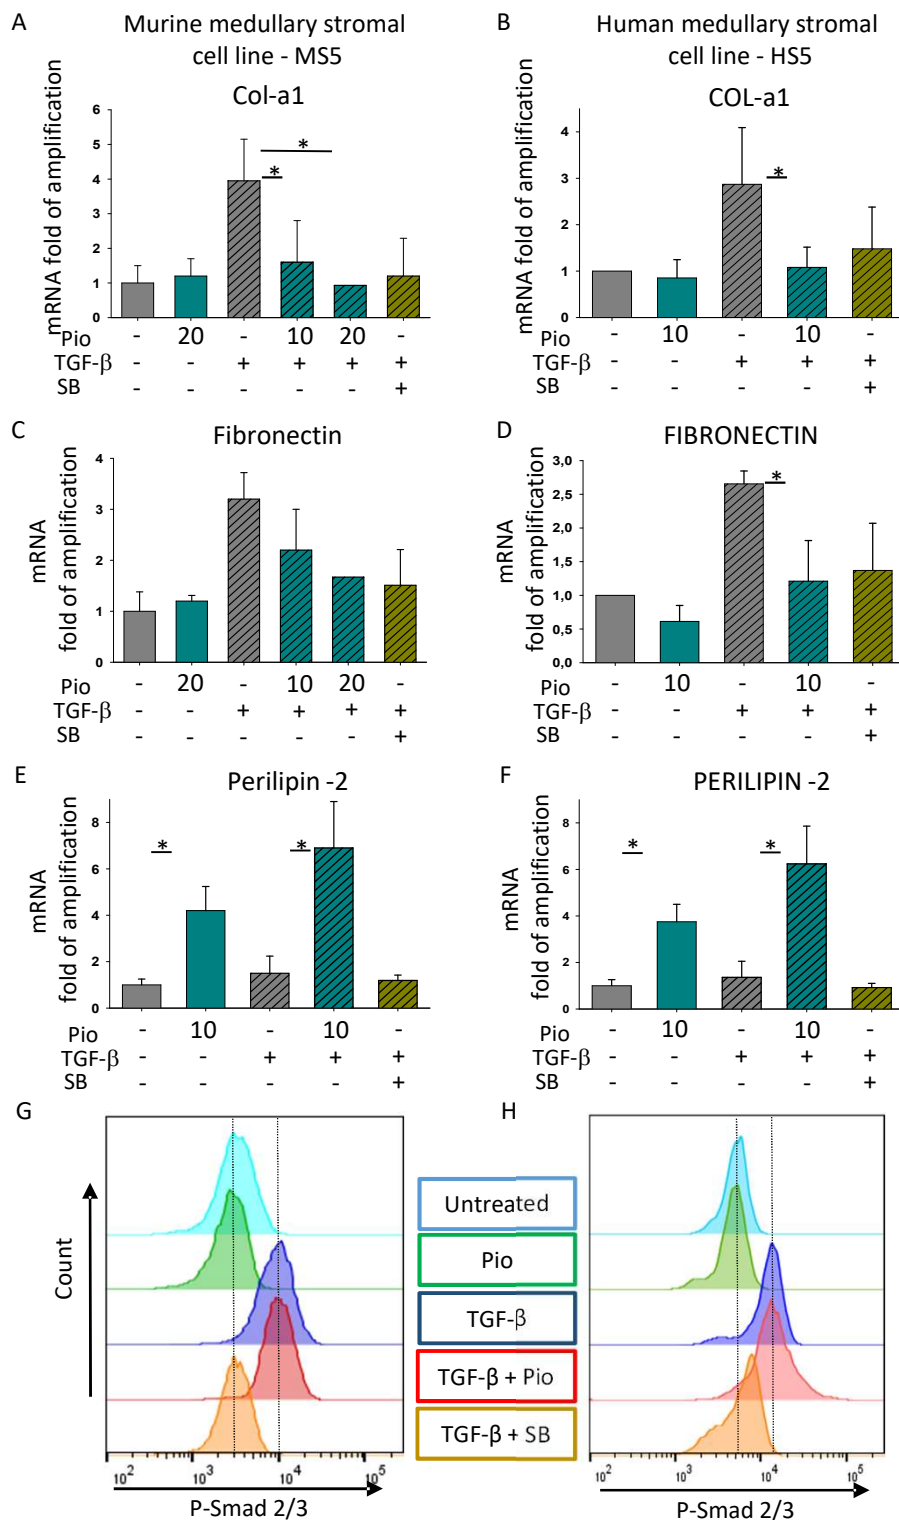 A
Murine medullary stromal
cell line - MS5
Col-a1
mRNA fold of amplification
6
5
4
3
2
1
0
*
*
Pio - 20 - 10 20 -
TGF-β - - + + + +
SB - - - - - +
B
Human medullary stromal
cell line - HS5
COL-a1
mRNA fold of amplification
4
3
2
1
0
*
Pio - 10 - 10 -
TGF-β - - + + +
SB - - - - +
C
Fibronectin
mRNA
fold of amplification
4
2
1
0
*
Pio - 20 - 10 20 -
TGF-β - - + + + +
SB - - - - - +
D
FIBRONECTIN
mRNA
fold of amplification
3,0
2,5
2,0
1,5
1,0
0,5
0,0
*
Pio - 10 - 10 -
TGF-β - - + + +
SB - - - - +
E
Perilipin -2
mRNA
fold of amplification
8
6
4
2
0
*
*
Pio - 10 - 10 -
TGF-β - - + + +
SB - - - - +
F
PERILIPIN -2
mRNA
fold of amplification
8
6
4
2
0
*
*
Pio - 10 - 10 -
TGF-β - - + + +
SB - - - - +
G
Count
10² 10³ 10⁴ 10⁵
P-Smad 2/3
Untreated
Pio
TGF-β
TGF-β + Pio
TGF-β + SB
H
10² 10³ 10⁴ 10⁵
P-Smad 2/3